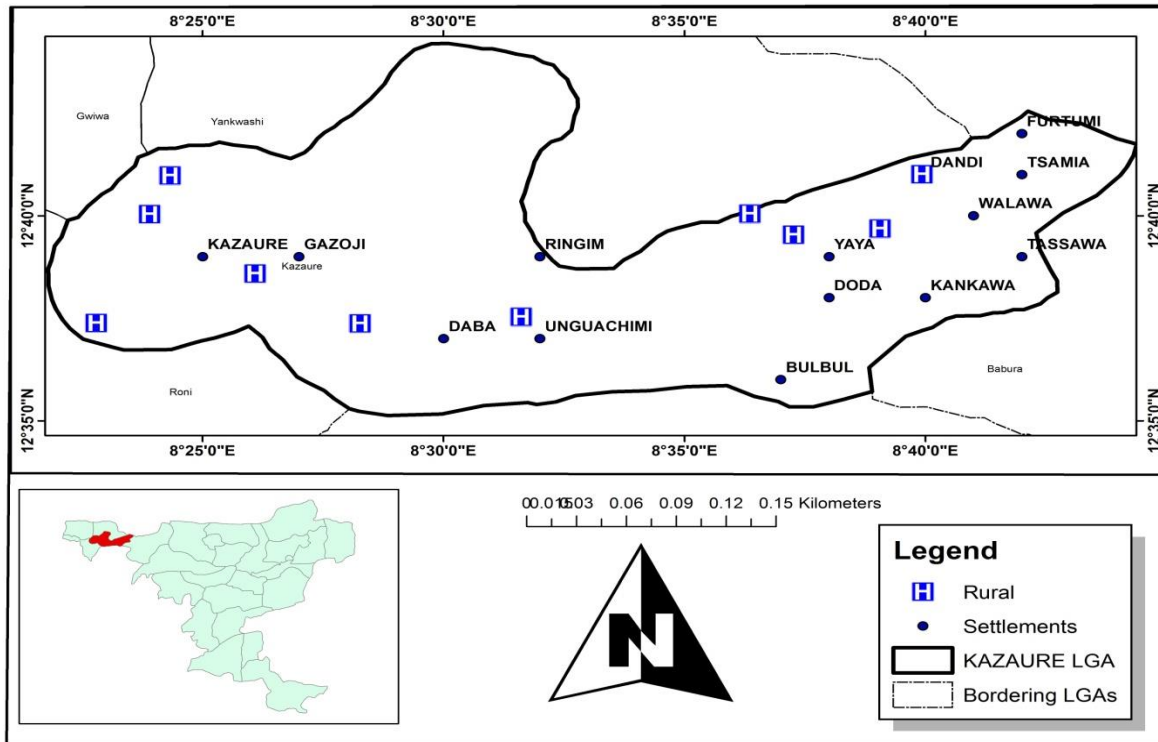 8°25'0"E 8°30'0"E 8°35'0"E 8°40'0"E
Gwiwa
Yankwashi
FURTUMI
DANDI
TSAMIA
12°40'0"N
12°40'0"N
WALAWA
KAZAURE
GAZOJI
Kazaure
RINGIM
YAYA
TASSAWA
DODA
KANKAWA
DABA
UNGUACHIMI
BULBUL
Babura
Roni
12°35'0"N
12°35'0"N
8°25'0"E 8°30'0"E 8°35'0"E 8°40'0"E
H
H
H
H
H
H
H
H
H
H
0 0.015 0.03 0.06 0.09 0.12 0.15 Kilometers
N
Legend
H Rural
Settlements
KAZAURE LGA
Bordering LGAs